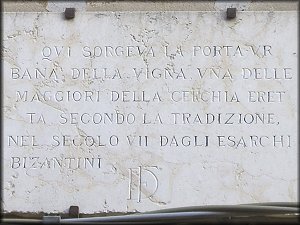 QVI SORGEVA LA PORTA VR
BANA DELLA VIGNA, VNA DELLE
MAGGIORI DELLA CERCHIA ERET
TA, SECONDO LA TRADIZIONE,
NEL SECOLO VII DAGLI ESARCHI
BIZANTINI